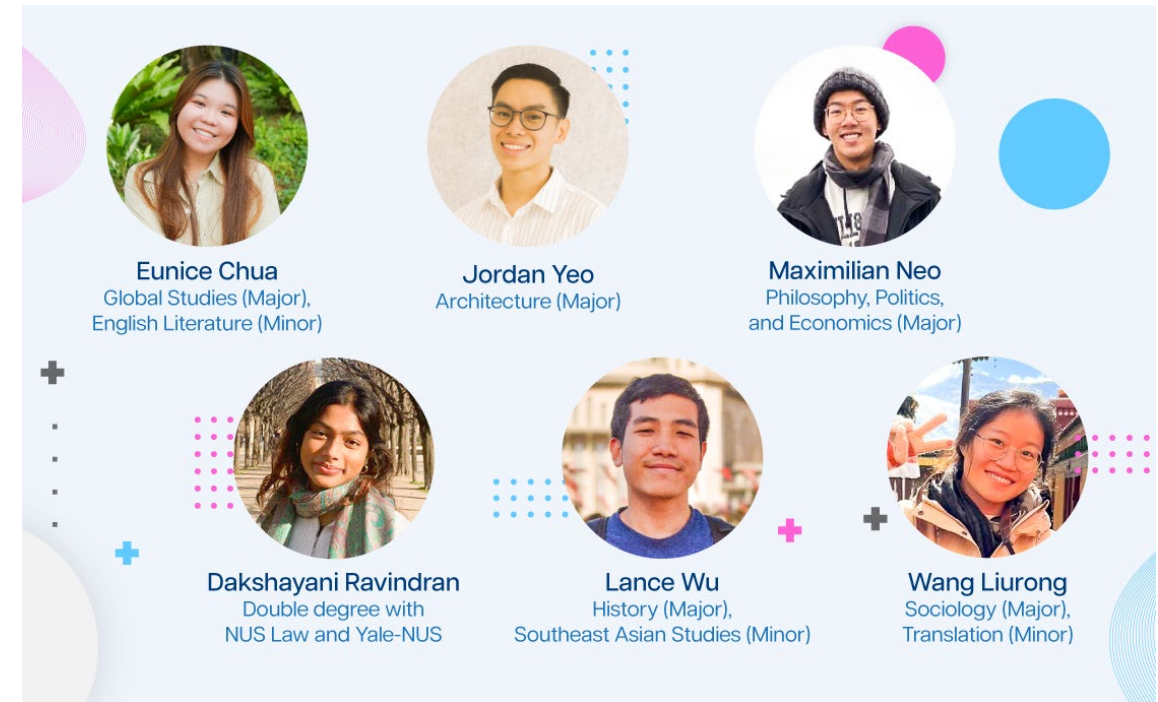 Eunice Chua
Global Studies (Major),
English Literature (Minor)
Jordan Yeo
Architecture (Major)
Maximilian Neo
Philosophy, Politics,
and Economics (Major)
Dakshayani Ravindran
Double degree with
NUS Law and Yale-NUS
Lance Wu
History (Major),
Southeast Asian Studies (Minor)
Wang Liurong
Sociology (Major),
Translation (Minor)